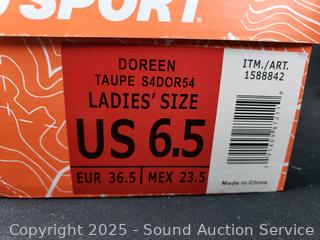 SPORT
DOREEN
TAUPE S4DOR54
LADIES' SIZE
US 6.5
EUR 36.5 | MEX 23.5
ITM./ART.
1588842
Made in China
Copyright 2025 - Sound Auction Service